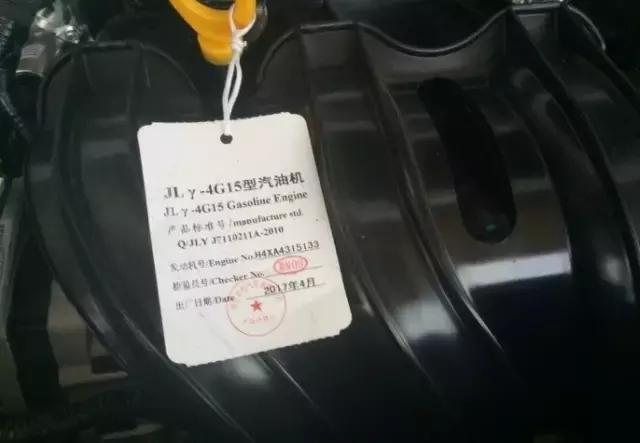 JLγ-4G15型汽油机
JLγ-4G15 Gasoline Engine
产品标准号/manufacture std.
Q/JLY J7110211A-2010
发动机号/Engine No.H4XA4315133
检验员号/Checker No.
出厂日期/Date 2017年4月